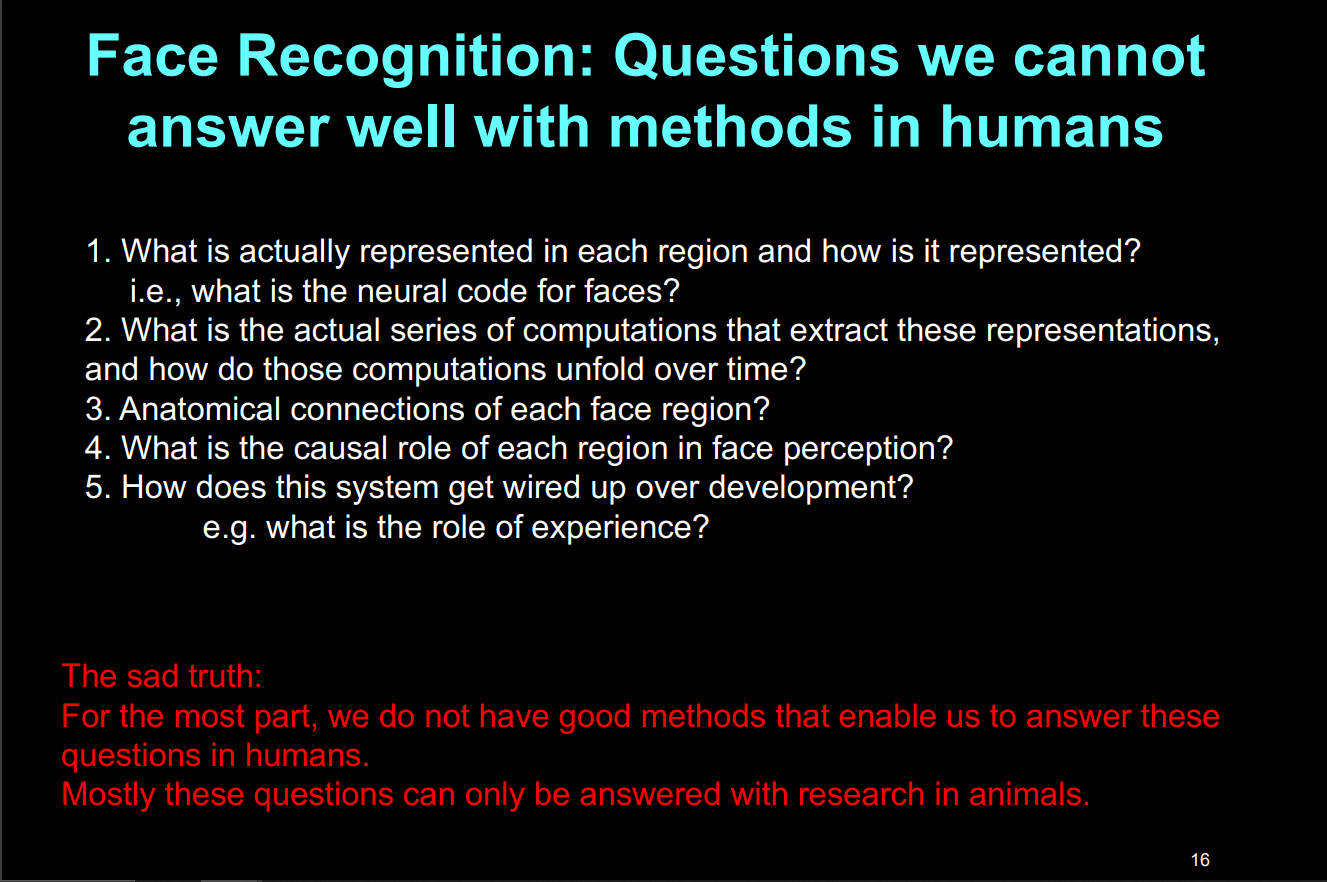 Face Recognition: Questions we cannot
answer well with methods in humans
1. What is actually represented in each region and how is it represented?
i.e., what is the neural code for faces?
2. What is the actual series of computations that extract these representations,
and how do those computations unfold over time?
3. Anatomical connections of each face region?
4. What is the causal role of each region in face perception?
5. How does this system get wired up over development?
e.g. what is the role of experience?
The sad truth:
For the most part, we do not have good methods that enable us to answer these
questions in humans.
Mostly these questions can only be answered with research in animals.
16